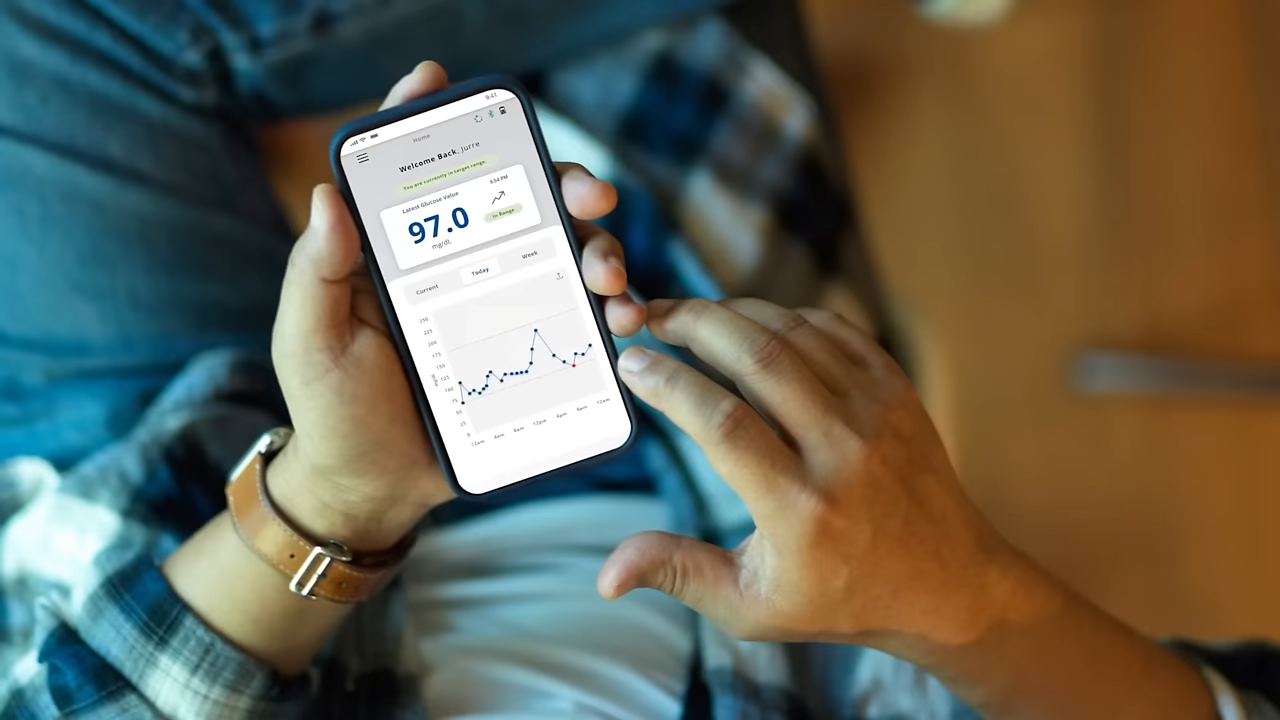 9:41
Home
Welcome Back, Jurre
You are currently in target range.
Latest Glucose Value
6:04 PM
97.0
mg/dL
In Range
Current
Today
Week
250
225
200
175
150
125
100
75
50
25
0
12am
4am
8am
12pm
4pm
8pm
12am